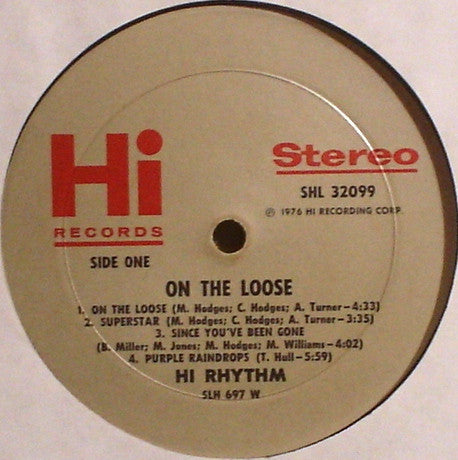 Hi
RECORDS
Stereo
SHL 32099
℗ 1976 HI RECORDING CORP.
SIDE ONE
ON THE LOOSE
1. ON THE LOOSE (M. Hodges; C. Hodges; A. Turner–4:33)
2. SUPERSTAR (M. Hodges; C. Hodges; A. Turner–3:35)
3. SINCE YOU'VE BEEN GONE
(B. Miller; M. Jones; M. Hodges; M. Williams–4:02)
4. PURPLE RAINDROPS (T. Hull–5:59)
HI RHYTHM
SLH 697 W